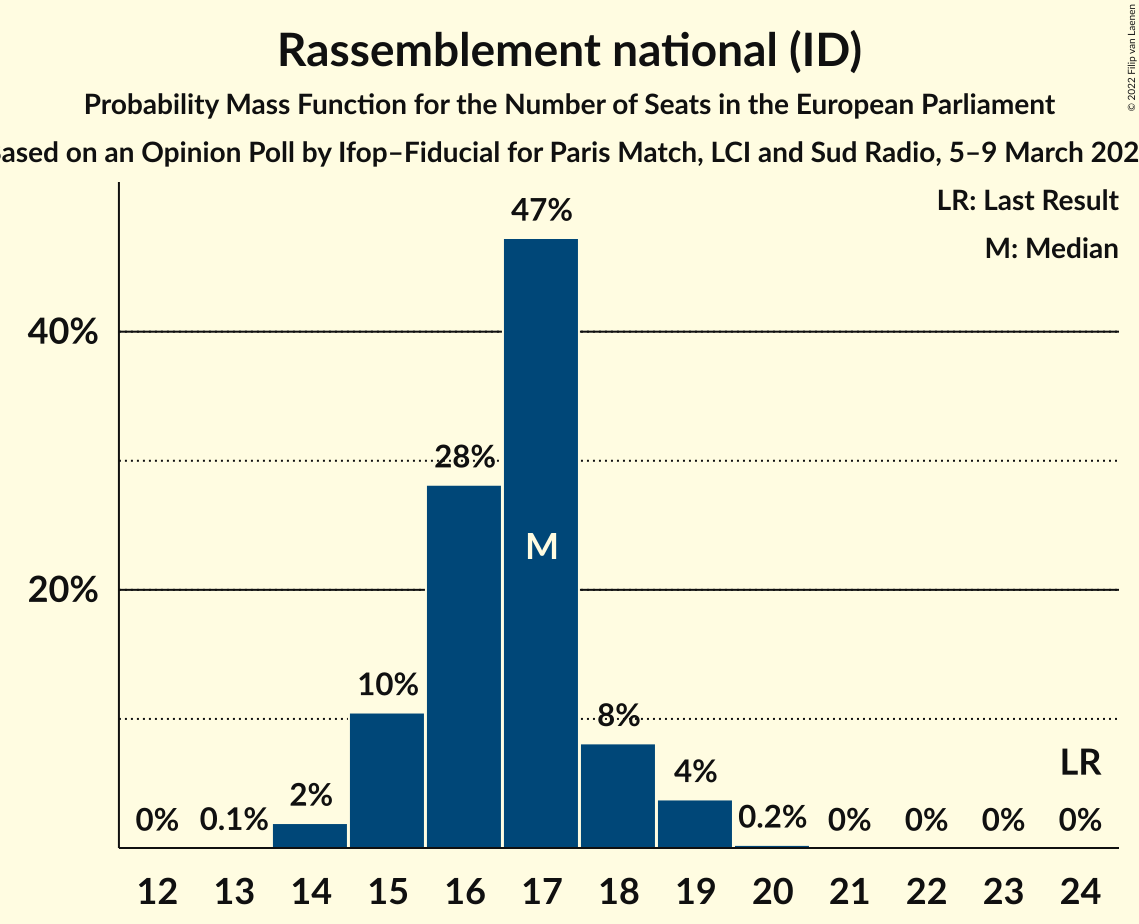 Rassemblement national (ID)
Probability Mass Function for the Number of Seats in the European Parliament
ased on an Opinion Poll by Ifop–Fiducial for Paris Match, LCI and Sud Radio, 5–9 March 202
© 2022 Filip van Laenen
LR: Last Result
M: Median
47%
40%
28%
M
20%
10%
8%
LR
4%
2%
0% 0.1% 0.2% 0% 0% 0% 0%
12 13 14 15 16 17 18 19 20 21 22 23 24